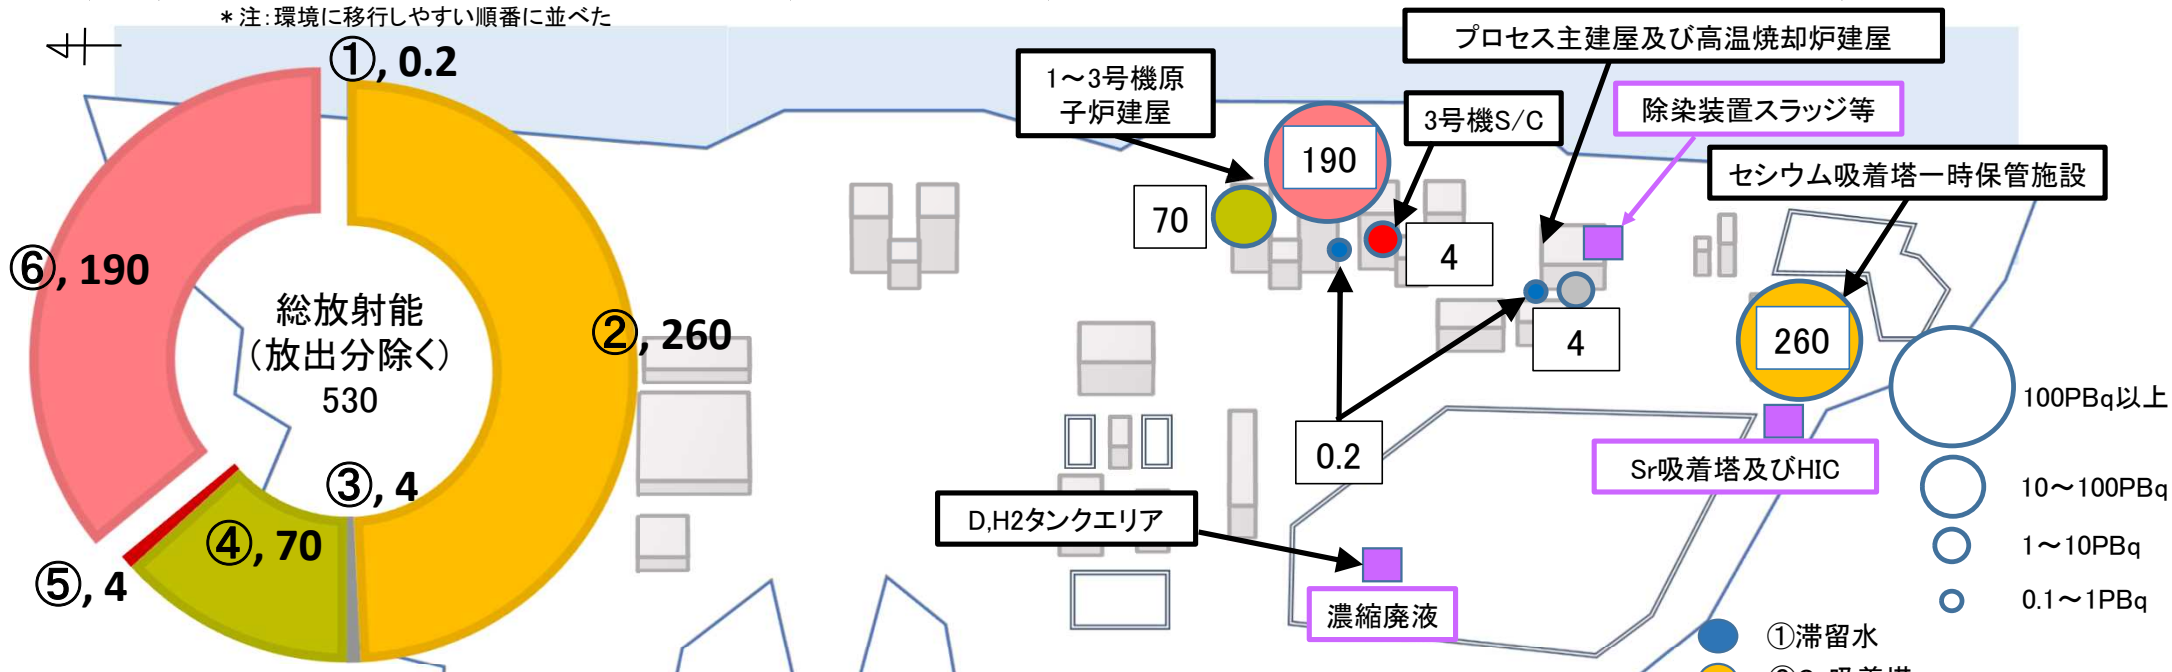 ＊注：環境に移行しやすい順番に並べた
①, 0.2
⑥, 190
②, 260
総放射能
（放出分除く）
530
③, 4
④, 70
⑤, 4
プロセス主建屋及び高温焼却炉建屋
1～3号機原
子炉建屋
3号機S/C
除染装置スラッジ等
セシウム吸着塔一時保管施設
190
70
4
4
260
0.2
Sr吸着塔及びHIC
D,H2タンクエリア
濃縮廃液
100PBq以上
10～100PBq
1～10PBq
0.1～1PBq
①滞留水